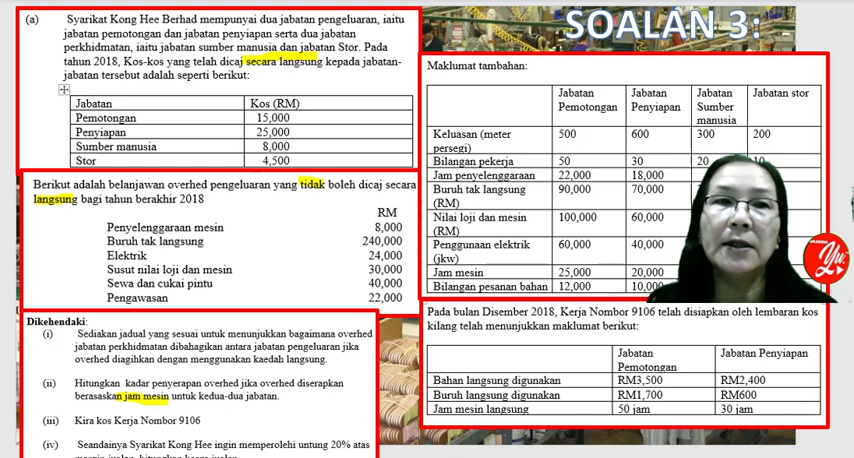 SOALAN 3:
(a) Syarikat Kong Hee Berhad mempunyai dua jabatan pengeluaran, iaitu
jabatan pemotongan dan jabatan penyiapan serta dua jabatan
perkhidmatan, iaitu jabatan sumber manusia dan jabatan Stor. Pada
tahun 2018, Kos-kos yang telah dicaj secara langsung kepada jabatan-
jabatan tersebut adalah seperti berikut:
Jabatan Kos (RM)
Pemotongan 15,000
Penyiapan 25,000
Sumber manusia 8,000
Stor 4,500
Berikut adalah belanjawan overhed pengeluaran yang tidak boleh dicaj secara
langsung bagi tahun berakhir 2018
RM
Penyelenggaraan mesin 8,000
Buruh tak langsung 240,000
Elektrik 24,000
Susut nilai loji dan mesin 30,000
Sewa dan cukai pintu 40,000
Pengawasan 22,000
Dikehendaki:
(i) Sediakan jadual yang sesuai untuk menunjukkan bagaimana overhed
jabatan perkhidmatan dibahagikan antara jabatan pengeluaran jika
overhed diagihkan dengan menggunakan kaedah langsung.
(ii) Hitungkan kadar penyerapan overhed jika overhed diserapkan
berasaskan jam mesin untuk kedua-dua jabatan.
(iii) Kira kos Kerja Nombor 9106
(iv) Seandainya Syarikat Kong Hee ingin memperolehi untung 20% atas
Maklumat tambahan:
Jabatan Jabatan Jabatan Jabatan stor
Pemotongan Penyiapan Sumber
manusia
Keluasan (meter 500 600 300 200
persegi)
Bilangan pekerja 50 30 20 10
Jam penyelenggaraan 22,000 18,000
Buruh tak langsung 90,000 70,000
(RM)
Nilai loji dan mesin 100,000 60,000
(RM)
Penggunaan elektrik 60,000 40,000
(jkw)
Jam mesin 25,000 20,000
Bilangan pesanan bahan 12,000 10,000
Pada bulan Disember 2018, Kerja Nombor 9106 telah disiapkan oleh lembaran kos
kilang telah menunjukkan maklumat berikut:
Jabatan Jabatan Penyiapan
Pemotongan
Bahan langsung digunakan RM3,500 RM2,400
Buruh langsung digunakan RM1,700 RM600
Jam mesin langsung 50 jam 30 jam